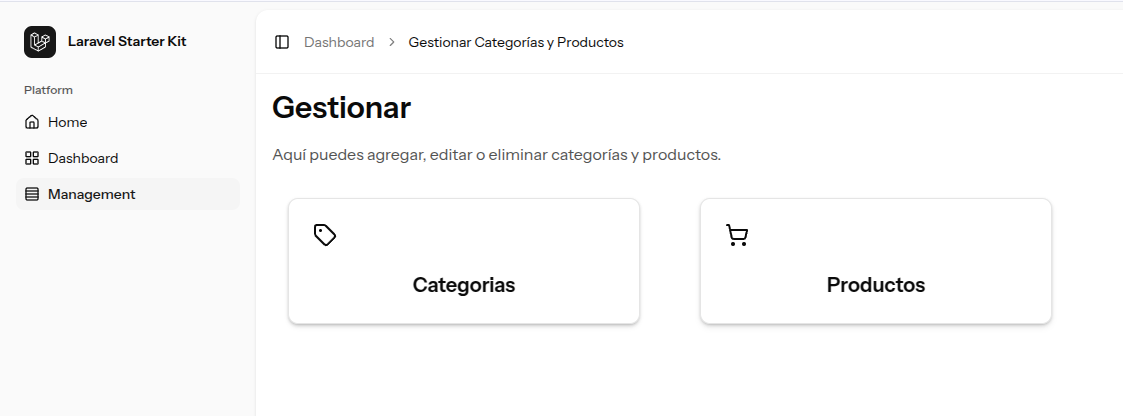 Laravel Starter Kit
Platform
Home
Dashboard
Management
Dashboard > Gestionar Categorías y Productos
Gestionar
Aquí puedes agregar, editar o eliminar categorías y productos.
Categorias
Productos